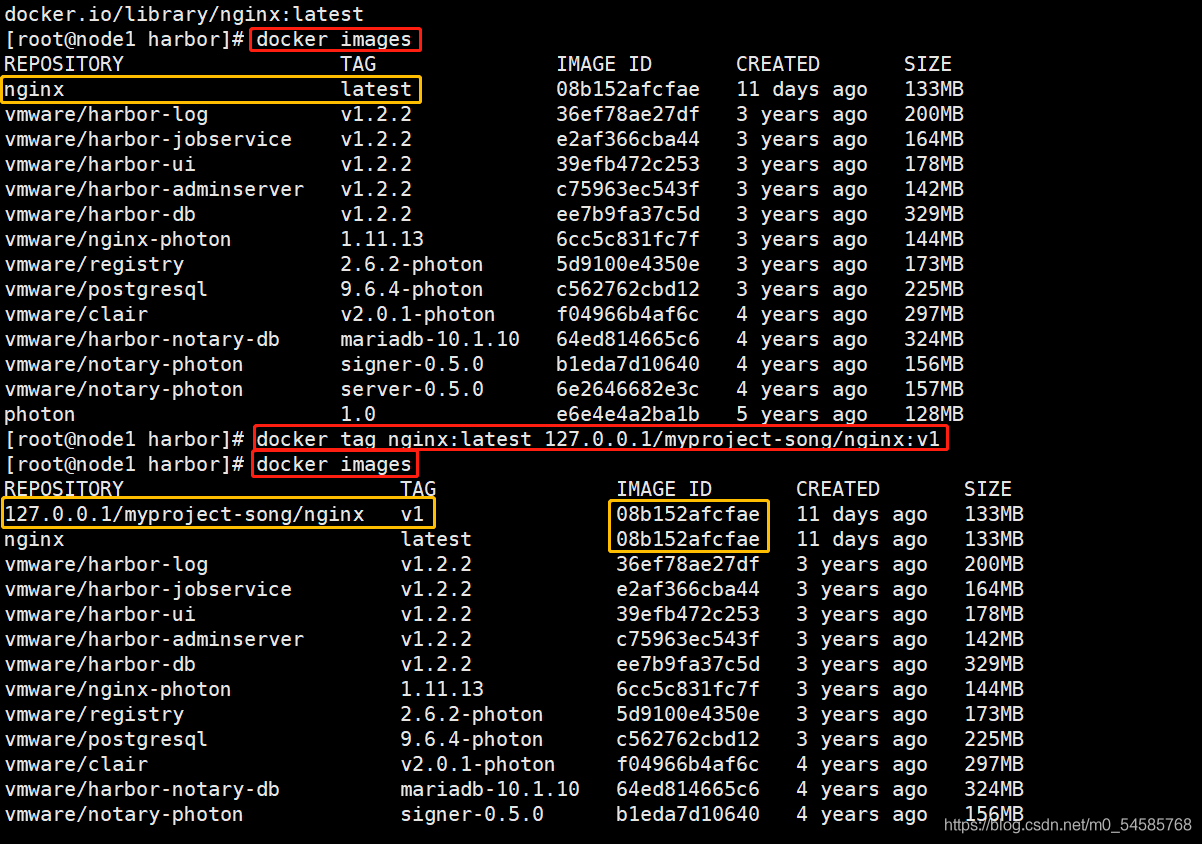 docker.io/library/nginx:latest
[root@node1 harbor]# docker images
REPOSITORY TAG IMAGE ID CREATED SIZE
nginx latest 08b152afcfae 11 days ago 133MB
vmware/harbor-log v1.2.2 36ef78ae27df 3 years ago 200MB
vmware/harbor-jobservice v1.2.2 e2af366cba44 3 years ago 164MB
vmware/harbor-ui v1.2.2 39efb472c253 3 years ago 178MB
vmware/harbor-adminserver v1.2.2 c75963ec543f 3 years ago 142MB
vmware/harbor-db v1.2.2 ee7b9fa37c5d 3 years ago 329MB
vmware/nginx-photon 1.11.13 6cc5c831fc7f 3 years ago 144MB
vmware/registry 2.6.2-photon 5d9100e4350e 3 years ago 173MB
vmware/postgresql 9.6.4-photon c562762cbd12 3 years ago 225MB
vmware/clair v2.0.1-photon f04966b4af6c 4 years ago 297MB
vmware/harbor-notary-db mariadb-10.1.10 64ed814665c6 4 years ago 324MB
vmware/notary-photon signer-0.5.0 b1eda7d10640 4 years ago 156MB
vmware/notary-photon server-0.5.0 6e2646682e3c 4 years ago 157MB
photon 1.0 e6e4e4a2ba1b 5 years ago 128MB
[root@node1 harbor]# docker tag nginx:latest 127.0.0.1/myproject-song/nginx:v1
[root@node1 harbor]# docker images
REPOSITORY TAG IMAGE ID CREATED SIZE
127.0.0.1/myproject-song/nginx v1 08b152afcfae 11 days ago 133MB
nginx latest 08b152afcfae 11 days ago 133MB
vmware/harbor-log v1.2.2 36ef78ae27df 3 years ago 200MB
vmware/harbor-jobservice v1.2.2 e2af366cba44 3 years ago 164MB
vmware/harbor-ui v1.2.2 39efb472c253 3 years ago 178MB
vmware/harbor-adminserver v1.2.2 c75963ec543f 3 years ago 142MB
vmware/harbor-db v1.2.2 ee7b9fa37c5d 3 years ago 329MB
vmware/nginx-photon 1.11.13 6cc5c831fc7f 3 years ago 144MB
vmware/registry 2.6.2-photon 5d9100e4350e 3 years ago 173MB
vmware/postgresql 9.6.4-photon c562762cbd12 3 years ago 225MB
vmware/clair v2.0.1-photon f04966b4af6c 4 years ago 297MB
vmware/harbor-notary-db mariadb-10.1.10 64ed814665c6 4 years ago 324MB
vmware/notary-photon signer-0.5.0 b1eda7d10640 4 years ago 156MB
https://blog.csdn.net/m0_54585768